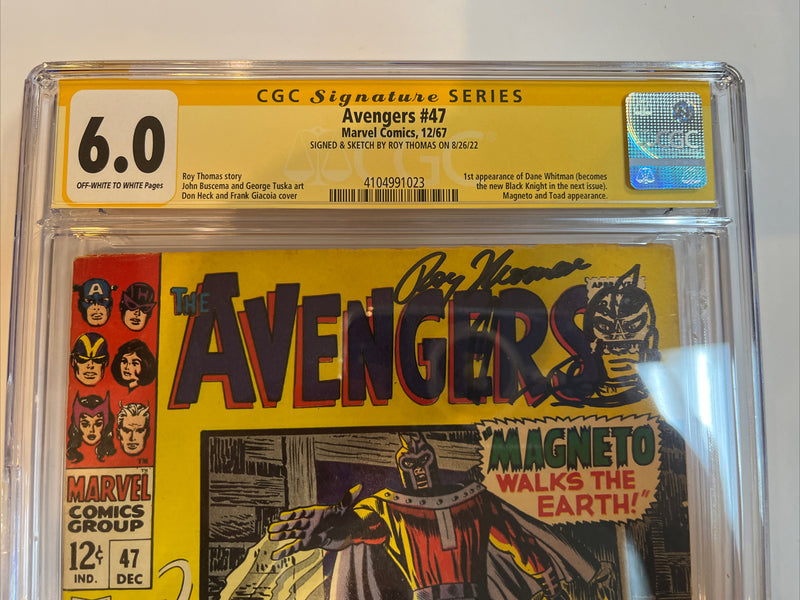 CGC Signature SERIES
Avengers #47
Marvel Comics, 12/67
SIGNED & SKETCH BY ROY THOMAS ON 8/26/22
6.0
OFF-WHITE TO WHITE Pages
Roy Thomas story
John Buscema and George Tuska art
Don Heck and Frank Giacoia cover
4104991023
1st appearance of Dane Whitman (becomes
the new Black Knight in the next issue).
Magneto and Toad appearance.
CGC
Roy Thomas
THE
AVENGERS
"MAGNETO
WALKS THE
EARTH!"
MARVEL
COMICS
GROUP
12¢
IND.
47
DEC